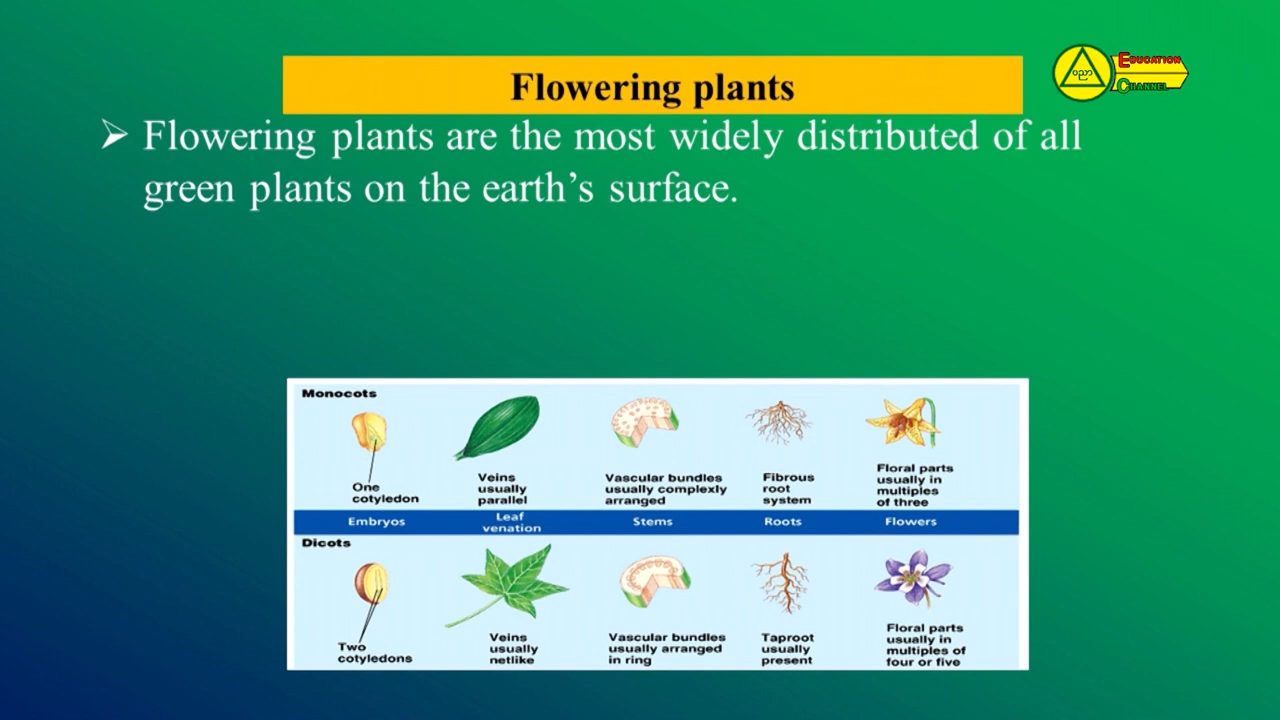 Flowering plants
ပညာ
EDUCATION
CHANNEL
➢ Flowering plants are the most widely distributed of all
green plants on the earth’s surface.
Monocots
One
cotyledon
Veins
usually
parallel
Vascular bundles
usually complexly
arranged
Fibrous
root
system
Floral parts
usually in
multiples
of three
Embryos
Leaf
venation
Stems
Roots
Flowers
Dicots
Two
cotyledons
Veins
usually
netlike
Vascular bundles
usually arranged
in ring
Taproot
usually
present
Floral parts
usually in
multiples of
four or five